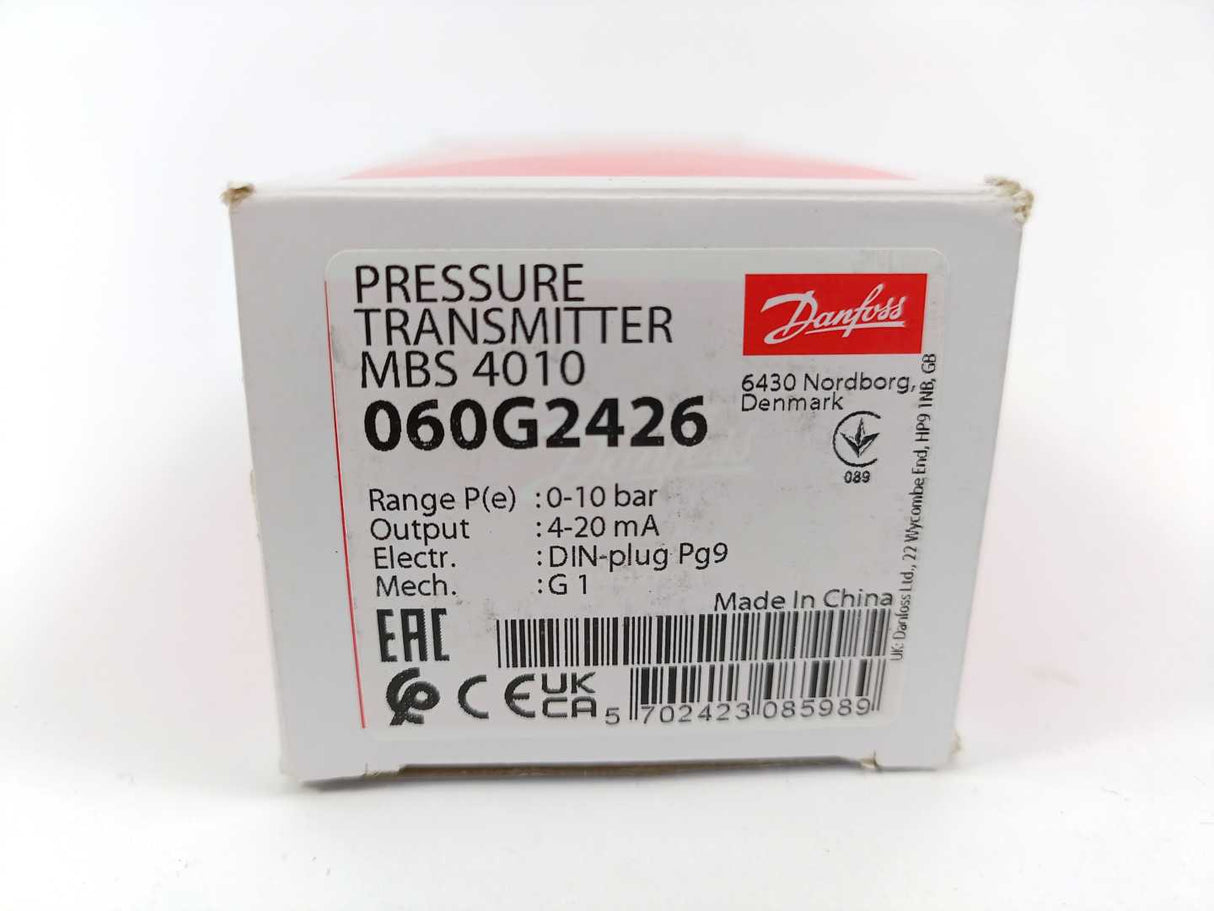 PRESSURE
TRANSMITTER
MBS 4010
060G2426
Danfoss
6430 Nordborg,
Denmark
089
Range P(e) :0-10 bar
Output :4-20 mA
Electr. :DIN-plug Pg9
Mech. :G 1
Made In China
UK: Danfoss Ltd., 22 Wycombe End, HP9 1NB, GB
EAC
CE UK
CA
5 702423 085989